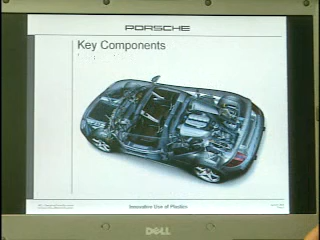 PORSCHE
Key Components
Innovative Use of Plastics
DELL